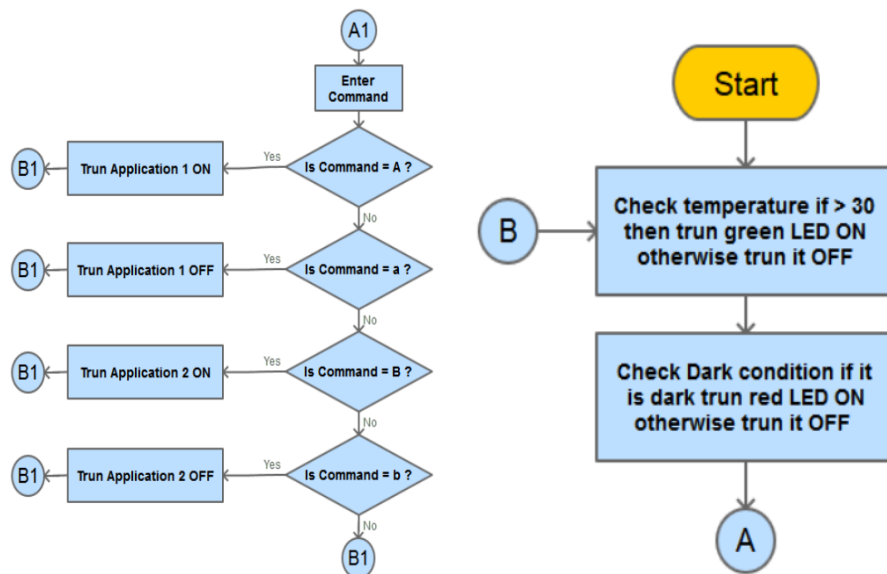 A1
Enter
Command
Is Command = A ?
Yes
Trun Application 1 ON
B1
No
Is Command = a ?
Yes
Trun Application 1 OFF
B1
No
Is Command = B ?
Yes
Trun Application 2 ON
B1
No
Is Command = b ?
Yes
Trun Application 2 OFF
B1
No
B1
Start
B
Check temperature if > 30
then trun green LED ON
otherwise trun it OFF
Check Dark condition if it
is dark trun red LED ON
otherwise trun it OFF
A